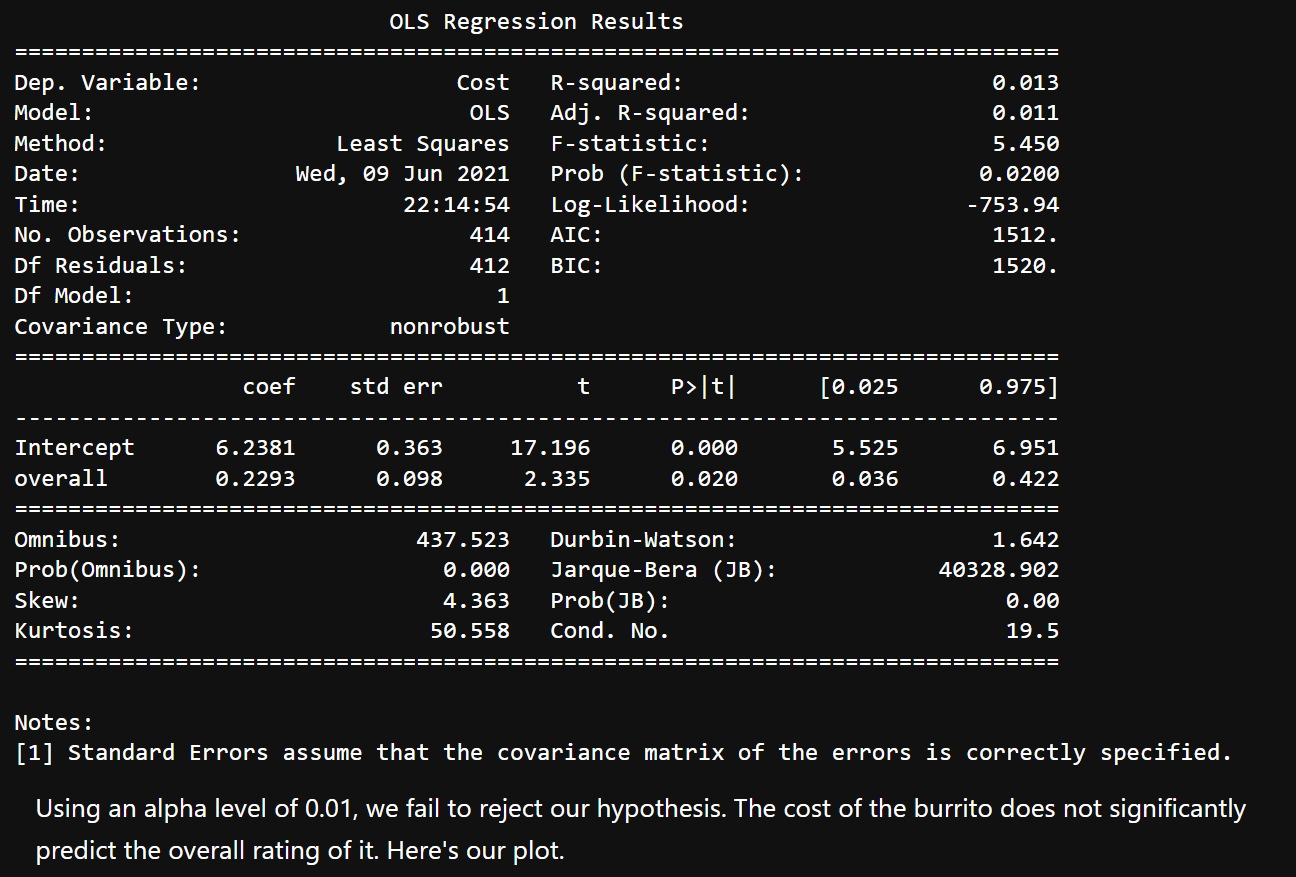 OLS Regression Results
==============================================================================
Dep. Variable:                   Cost   R-squared:                       0.013
Model:                            OLS   Adj. R-squared:                  0.011
Method:                 Least Squares   F-statistic:                     5.450
Date:                Wed, 09 Jun 2021   Prob (F-statistic):             0.0200
Time:                        22:14:54   Log-Likelihood:                -753.94
No. Observations:                 414   AIC:                             1512.
Df Residuals:                     412   BIC:                             1520.
Df Model:                           1
Covariance Type:            nonrobust
==============================================================================
                 coef    std err          t      P>|t|      [0.025      0.975]
------------------------------------------------------------------------------
Intercept      6.2381      0.363     17.196      0.000       5.525       6.951
overall        0.2293      0.098      2.335      0.020       0.036       0.422
==============================================================================
Omnibus:                      437.523   Durbin-Watson:                   1.642
Prob(Omnibus):                  0.000   Jarque-Bera (JB):            40328.902
Skew:                           4.363   Prob(JB):                         0.00
Kurtosis:                      50.558   Cond. No.                         19.5
==============================================================================
Notes:
[1] Standard Errors assume that the covariance matrix of the errors is correctly specified.
Using an alpha level of 0.01, we fail to reject our hypothesis. The cost of the burrito does not significantly
predict the overall rating of it. Here's our plot.